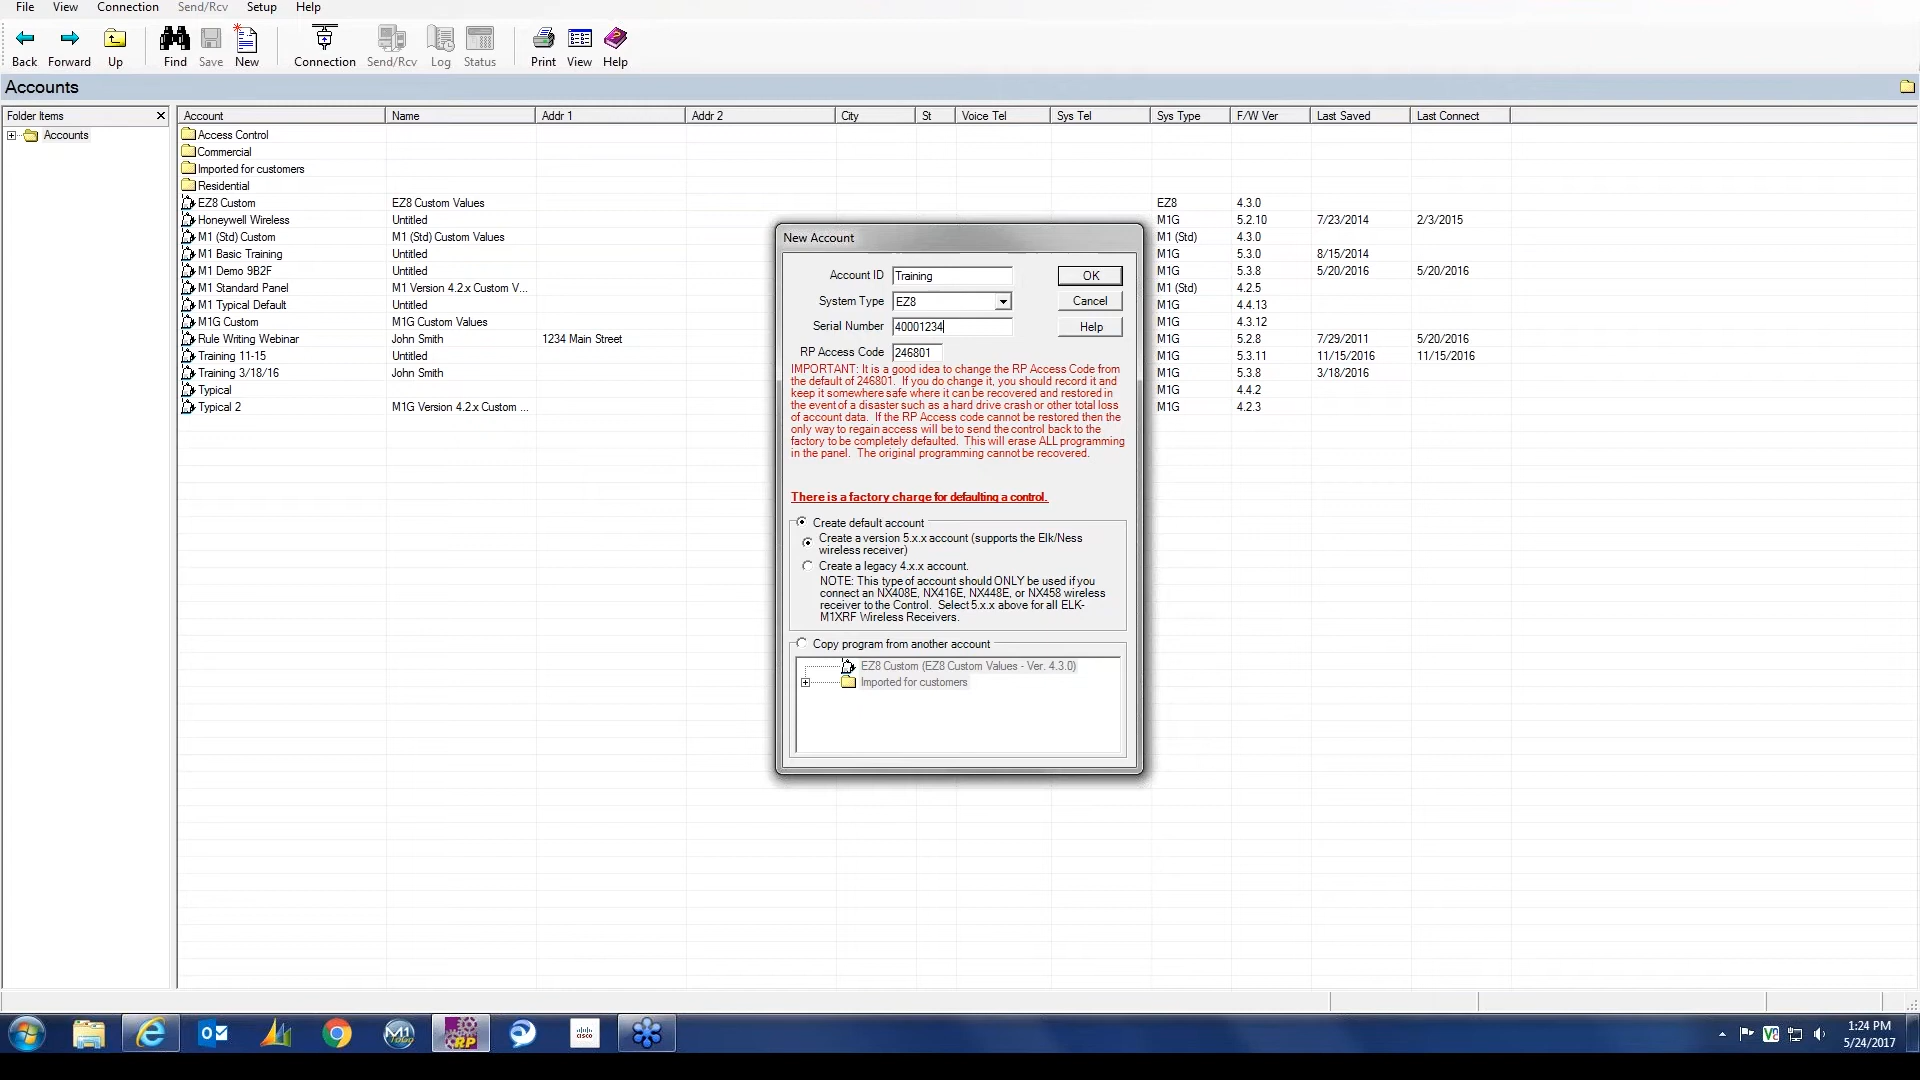 File View Connection Send/Rcv Setup Help
Back Forward Up Find Save New Connection Send/Rcv Log Status Print View Help
Accounts
Folder Items
Accounts
Account Name Addr 1 Addr 2 City St Voice Tel Sys Tel Sys Type F/W Ver Last Saved Last Connect
Access Control
Commercial
Imported for customers
Residential
EZ8 Custom EZ8 Custom Values EZ8 4.3.0
Honeywell Wireless Untitled M1G 5.2.10 7/23/2014 2/3/2015
M1 (Std) Custom M1 (Std) Custom Values M1 (Std) 4.3.0
M1 Basic Training Untitled M1G 5.3.0 8/15/2014
M1 Demo 9B2F Untitled M1G 5.3.8 5/20/2016 5/20/2016
M1 Standard Panel M1 Version 4.2.x Custom V... M1 (Std) 4.2.5
M1 Typical Default Untitled M1G 4.4.13
M1G Custom M1G Custom Values M1G 4.3.12
Rule Writing Webinar John Smith 1234 Main Street M1G 5.2.8 7/29/2011 5/20/2016
Training 11-15 Untitled M1G 5.3.11 11/15/2016 11/15/2016
Training 3/18/16 John Smith M1G 5.3.8 3/18/2016
Typical M1G 4.4.2
Typical 2 M1G Version 4.2.x Custom ... M1G 4.2.3
New Account
Account ID Training OK
System Type EZ8 Cancel
Serial Number 40001234 Help
RP Access Code 246801
IMPORTANT: It is a good idea to change the RP Access Code from
the default of 246801. If you do change it, you should record it and
keep it somewhere safe where it can be recovered and restored in
the event of a disaster such as a hard drive crash or other total loss
of account data. If the RP Access code cannot be restored then the
only way to regain access will be to send the control back to the
factory to be completely defaulted. This will erase ALL programming
in the panel. The original programming cannot be recovered.
There is a factory charge for defaulting a control.
Create default account
Create a version 5.x.x account (supports the Elk/Ness
wireless receiver)
Create a legacy 4.x.x account.
NOTE: This type of account should ONLY be used if you
connect an NX408E, NX416E, NX448E, or NX458 wireless
receiver to the Control. Select 5.x.x above for all ELK-
M1XRF Wireless Receivers.
Copy program from another account
EZ8 Custom (EZ8 Custom Values - Ver. 4.3.0)
Imported for customers
M1
RP
cisco
1:24 PM
5/24/2017